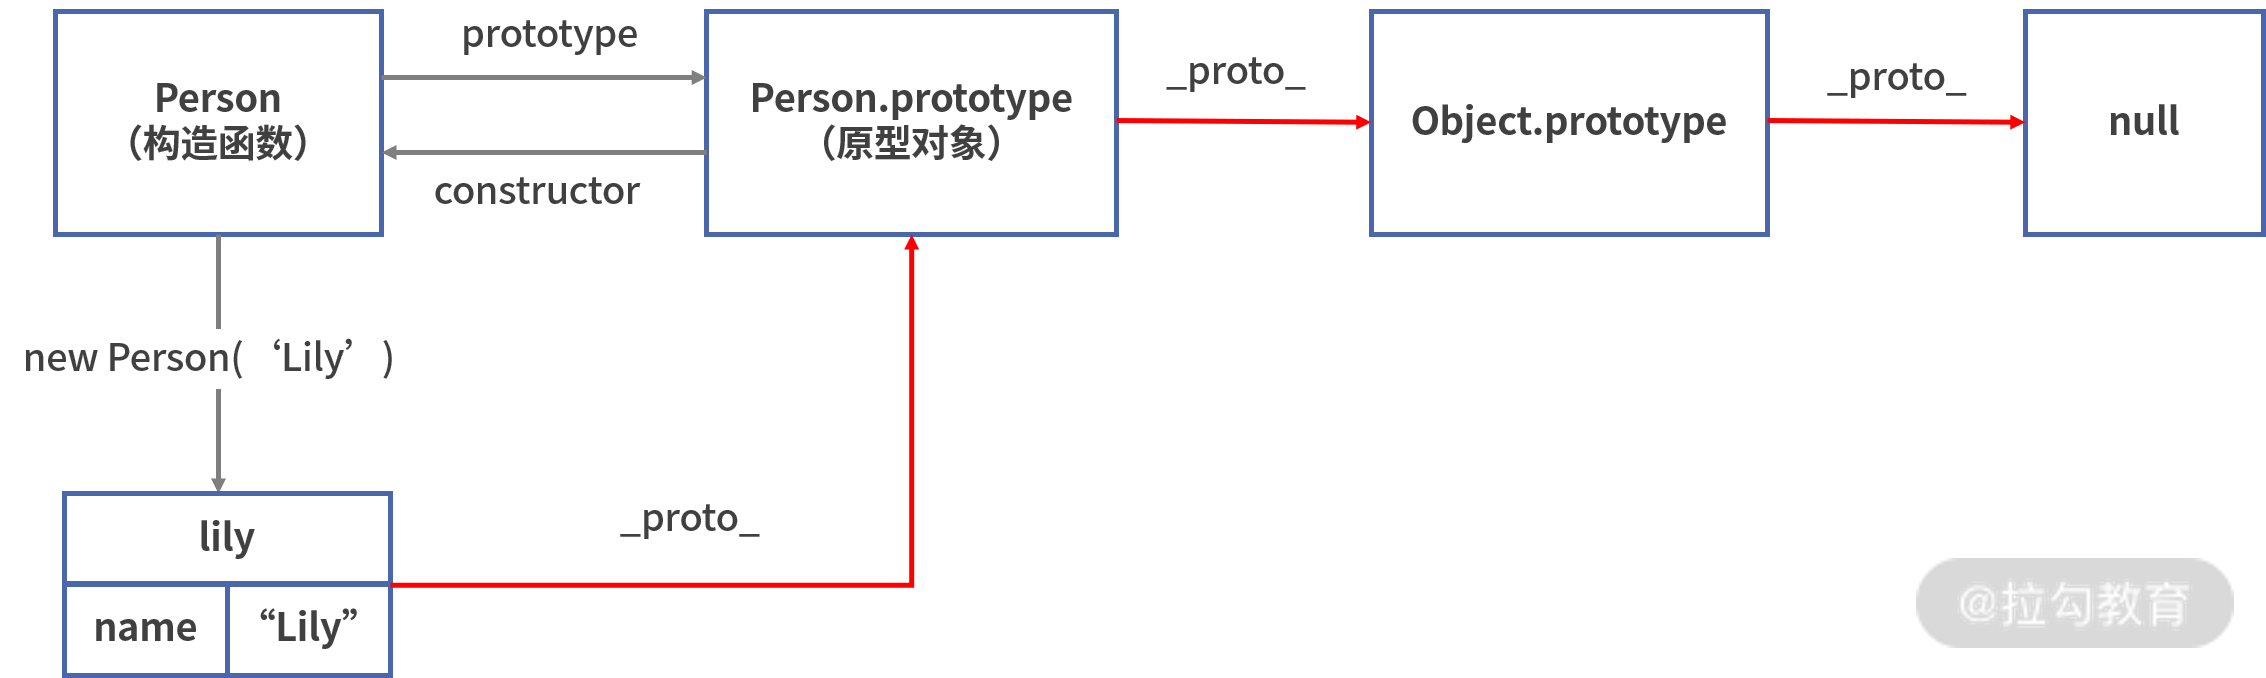 prototype
Person
（构造函数）
constructor
Person.prototype
（原型对象）
_proto_
Object.prototype
_proto_
null
new Person(‘Lily’)
lily
name
“Lily”
_proto_
@拉勾教育